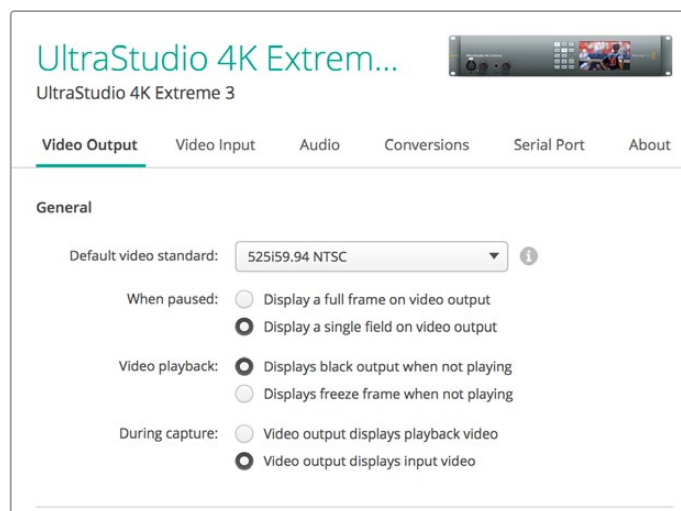 UltraStudio 4K Extrem...
UltraStudio 4K Extreme 3
Video Output Video Input Audio Conversions Serial Port About
General
Default video standard: 525i59.94 NTSC
When paused: Display a full frame on video output
Display a single field on video output
Video playback: Displays black output when not playing
Displays freeze frame when not playing
During capture: Video output displays playback video
Video output displays input video